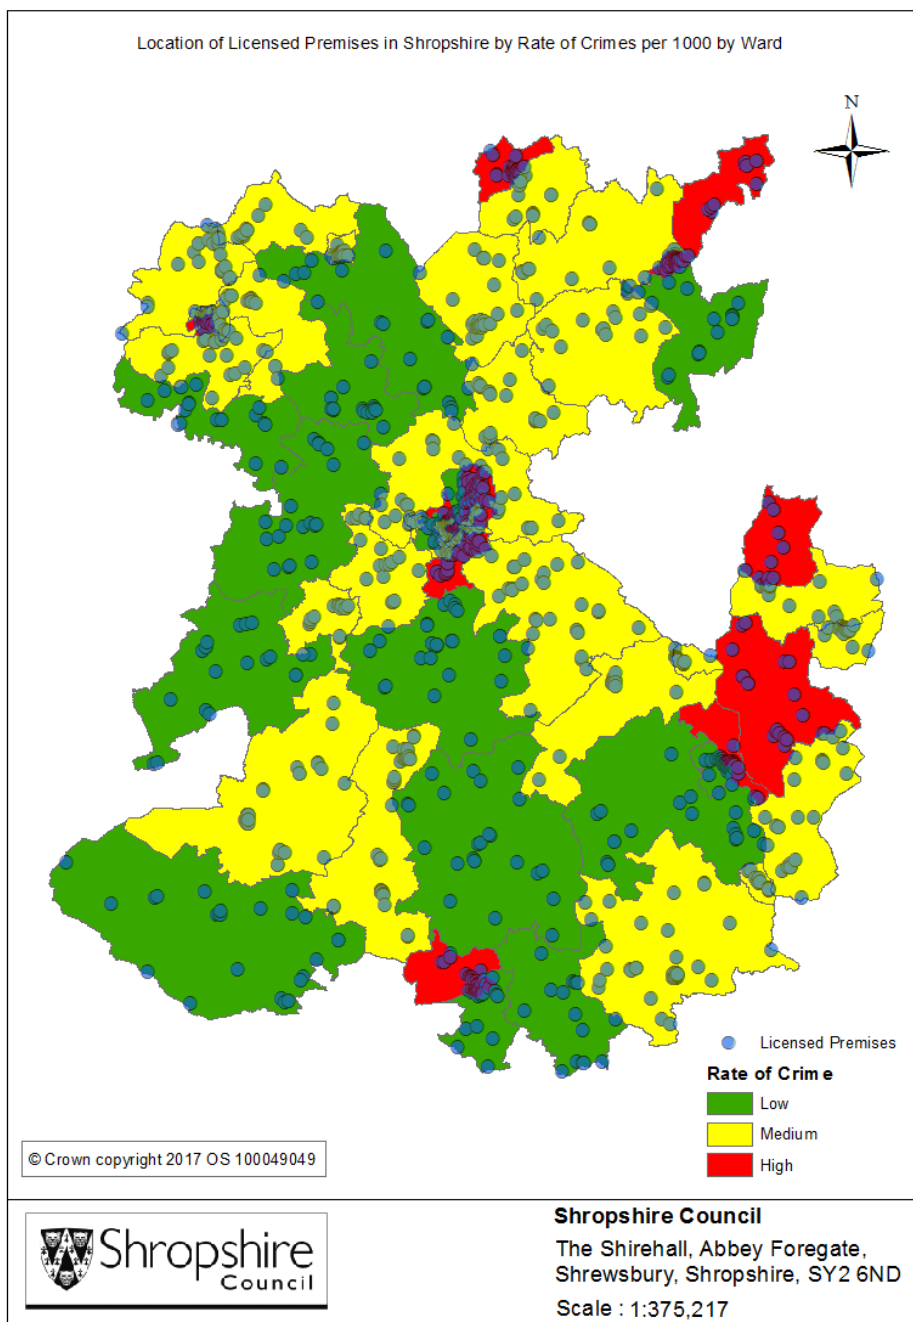 Location of Licensed Premises in Shropshire by Rate of Crimes per 1000 by Ward
N
Licensed Premises
Rate of Crime
Low
Medium
High
© Crown copyright 2017 OS 100049049
Shropshire
Council
Shropshire Council
The Shirehall, Abbey Foregate,
Shrewsbury, Shropshire, SY2 6ND
Scale : 1:375,217